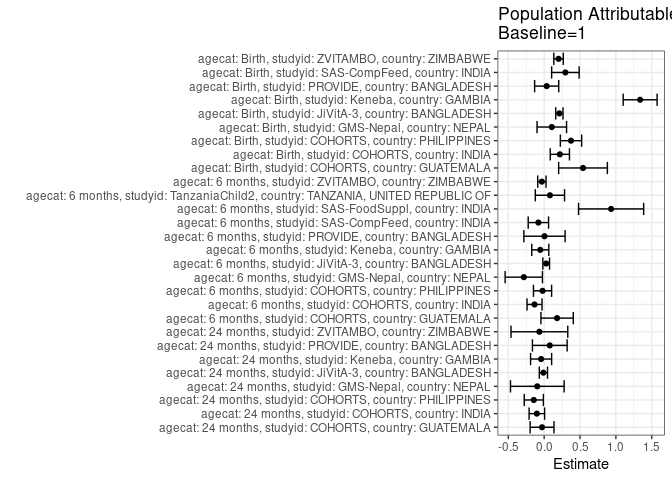 Population Attributable
Baseline=1
agecat: Birth, studyid: ZVITAMBO, country: ZIMBABWE
agecat: Birth, studyid: SAS-CompFeed, country: INDIA
agecat: Birth, studyid: PROVIDE, country: BANGLADESH
agecat: Birth, studyid: Keneba, country: GAMBIA
agecat: Birth, studyid: JiVitA-3, country: BANGLADESH
agecat: Birth, studyid: GMS-Nepal, country: NEPAL
agecat: Birth, studyid: COHORTS, country: PHILIPPINES
agecat: Birth, studyid: COHORTS, country: INDIA
agecat: Birth, studyid: COHORTS, country: GUATEMALA
agecat: 6 months, studyid: ZVITAMBO, country: ZIMBABWE
agecat: 6 months, studyid: TanzaniaChild2, country: TANZANIA, UNITED REPUBLIC OF
agecat: 6 months, studyid: SAS-FoodSuppl, country: INDIA
agecat: 6 months, studyid: SAS-CompFeed, country: INDIA
agecat: 6 months, studyid: PROVIDE, country: BANGLADESH
agecat: 6 months, studyid: Keneba, country: GAMBIA
agecat: 6 months, studyid: JiVitA-3, country: BANGLADESH
agecat: 6 months, studyid: GMS-Nepal, country: NEPAL
agecat: 6 months, studyid: COHORTS, country: PHILIPPINES
agecat: 6 months, studyid: COHORTS, country: INDIA
agecat: 6 months, studyid: COHORTS, country: GUATEMALA
agecat: 24 months, studyid: ZVITAMBO, country: ZIMBABWE
agecat: 24 months, studyid: PROVIDE, country: BANGLADESH
agecat: 24 months, studyid: Keneba, country: GAMBIA
agecat: 24 months, studyid: JiVitA-3, country: BANGLADESH
agecat: 24 months, studyid: GMS-Nepal, country: NEPAL
agecat: 24 months, studyid: COHORTS, country: PHILIPPINES
agecat: 24 months, studyid: COHORTS, country: INDIA
agecat: 24 months, studyid: COHORTS, country: GUATEMALA
-0.5 0.0 0.5 1.0 1.5
Estimate